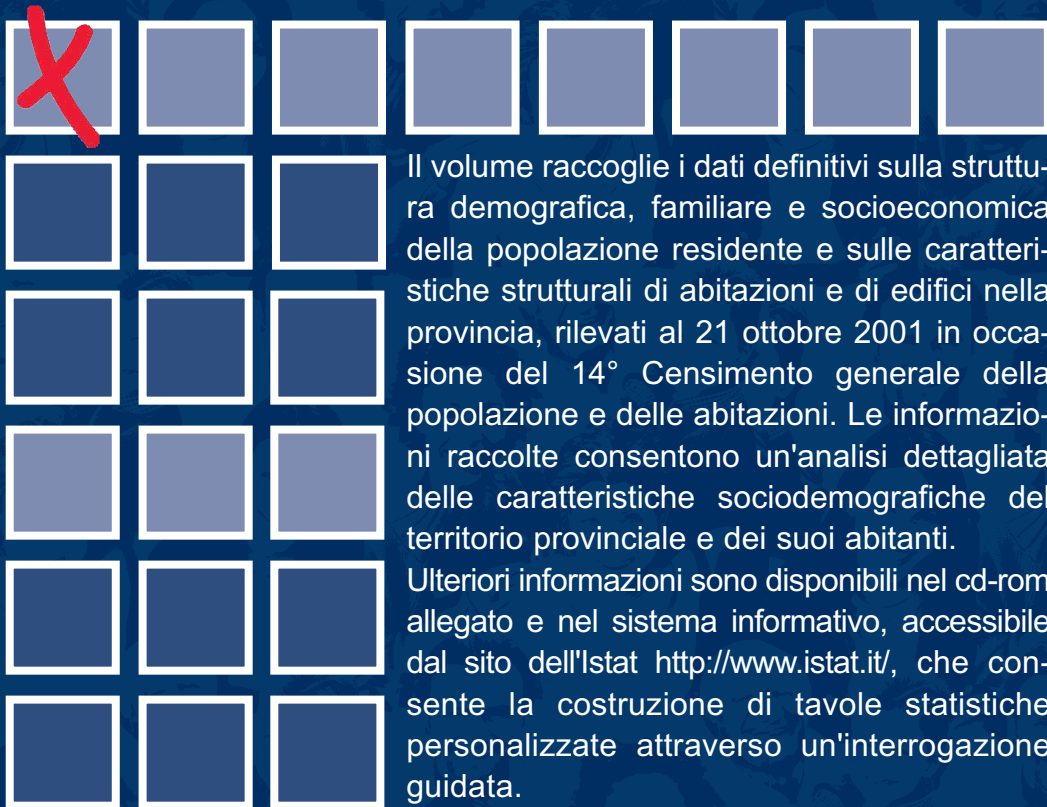 Il volume raccoglie i dati definitivi sulla struttu-
ra demografica, familiare e socioeconomica
della popolazione residente e sulle caratteri-
stiche strutturali di abitazioni e di edifici nella
provincia, rilevati al 21 ottobre 2001 in occa-
sione del 14° Censimento generale della
popolazione e delle abitazioni. Le informazio-
ni raccolte consentono un'analisi dettagliata
delle caratteristiche sociodemografiche del
territorio provinciale e dei suoi abitanti.
Ulteriori informazioni sono disponibili nel cd-rom
allegato e nel sistema informativo, accessibile
dal sito dell'Istat http://www.istat.it/, che con-
sente la costruzione di tavole statistiche
personalizzate attraverso un'interrogazione
guidata.